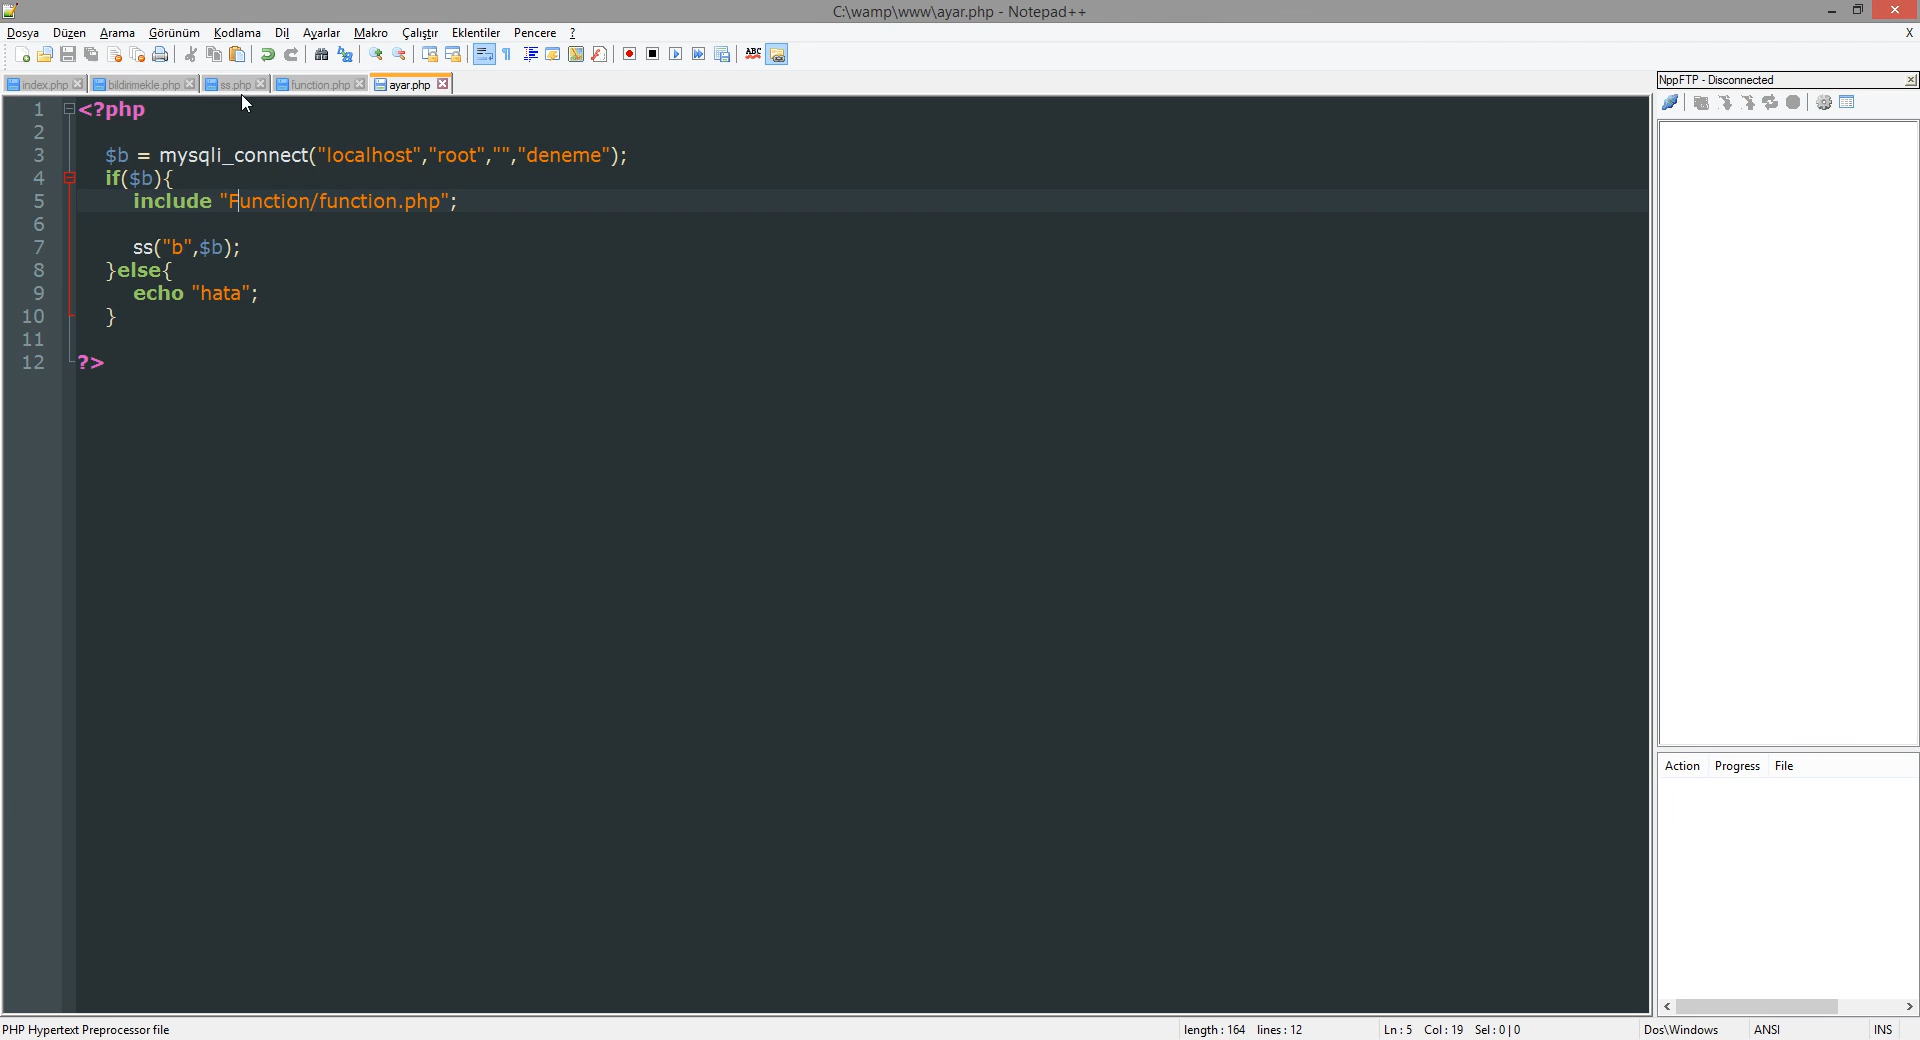 C:\wamp\www\ayar.php - Notepad++
Dosya Düzen Arama Görünüm Kodlama Dil Ayarlar Makro Çalıştır Eklentiler Pencere ? X
ABC
index.php bildirimekle.php ss.php function.php ayar.php
NppFTP - Disconnected
1 <?php
2
3 $b = mysqli_connect("localhost","root","","deneme");
4 if($b){
5 include "Function/function.php";
6
7 ss("b",$b);
8 }else{
9 echo "hata";
10 }
11
12 ?>
Action Progress File
PHP Hypertext Preprocessor file length : 164 lines : 12 Ln : 5 Col : 19 Sel : 0 | 0 Dos\Windows ANSI INS